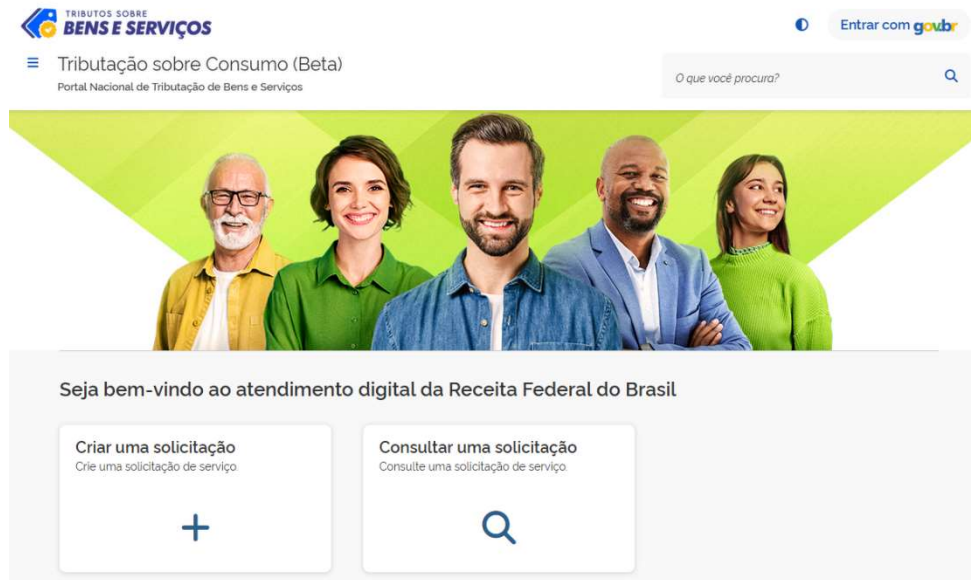 TRIBUTOS SOBRE
BENS E SERVIÇOS
Entrar com gov.br
Tributação sobre Consumo (Beta)
Portal Nacional de Tributação de Bens e Serviços
O que você procura?
Seja bem-vindo ao atendimento digital da Receita Federal do Brasil
Criar uma solicitação
Crie uma solicitação de serviço.
Consultar uma solicitação
Consulte uma solicitação de serviço.